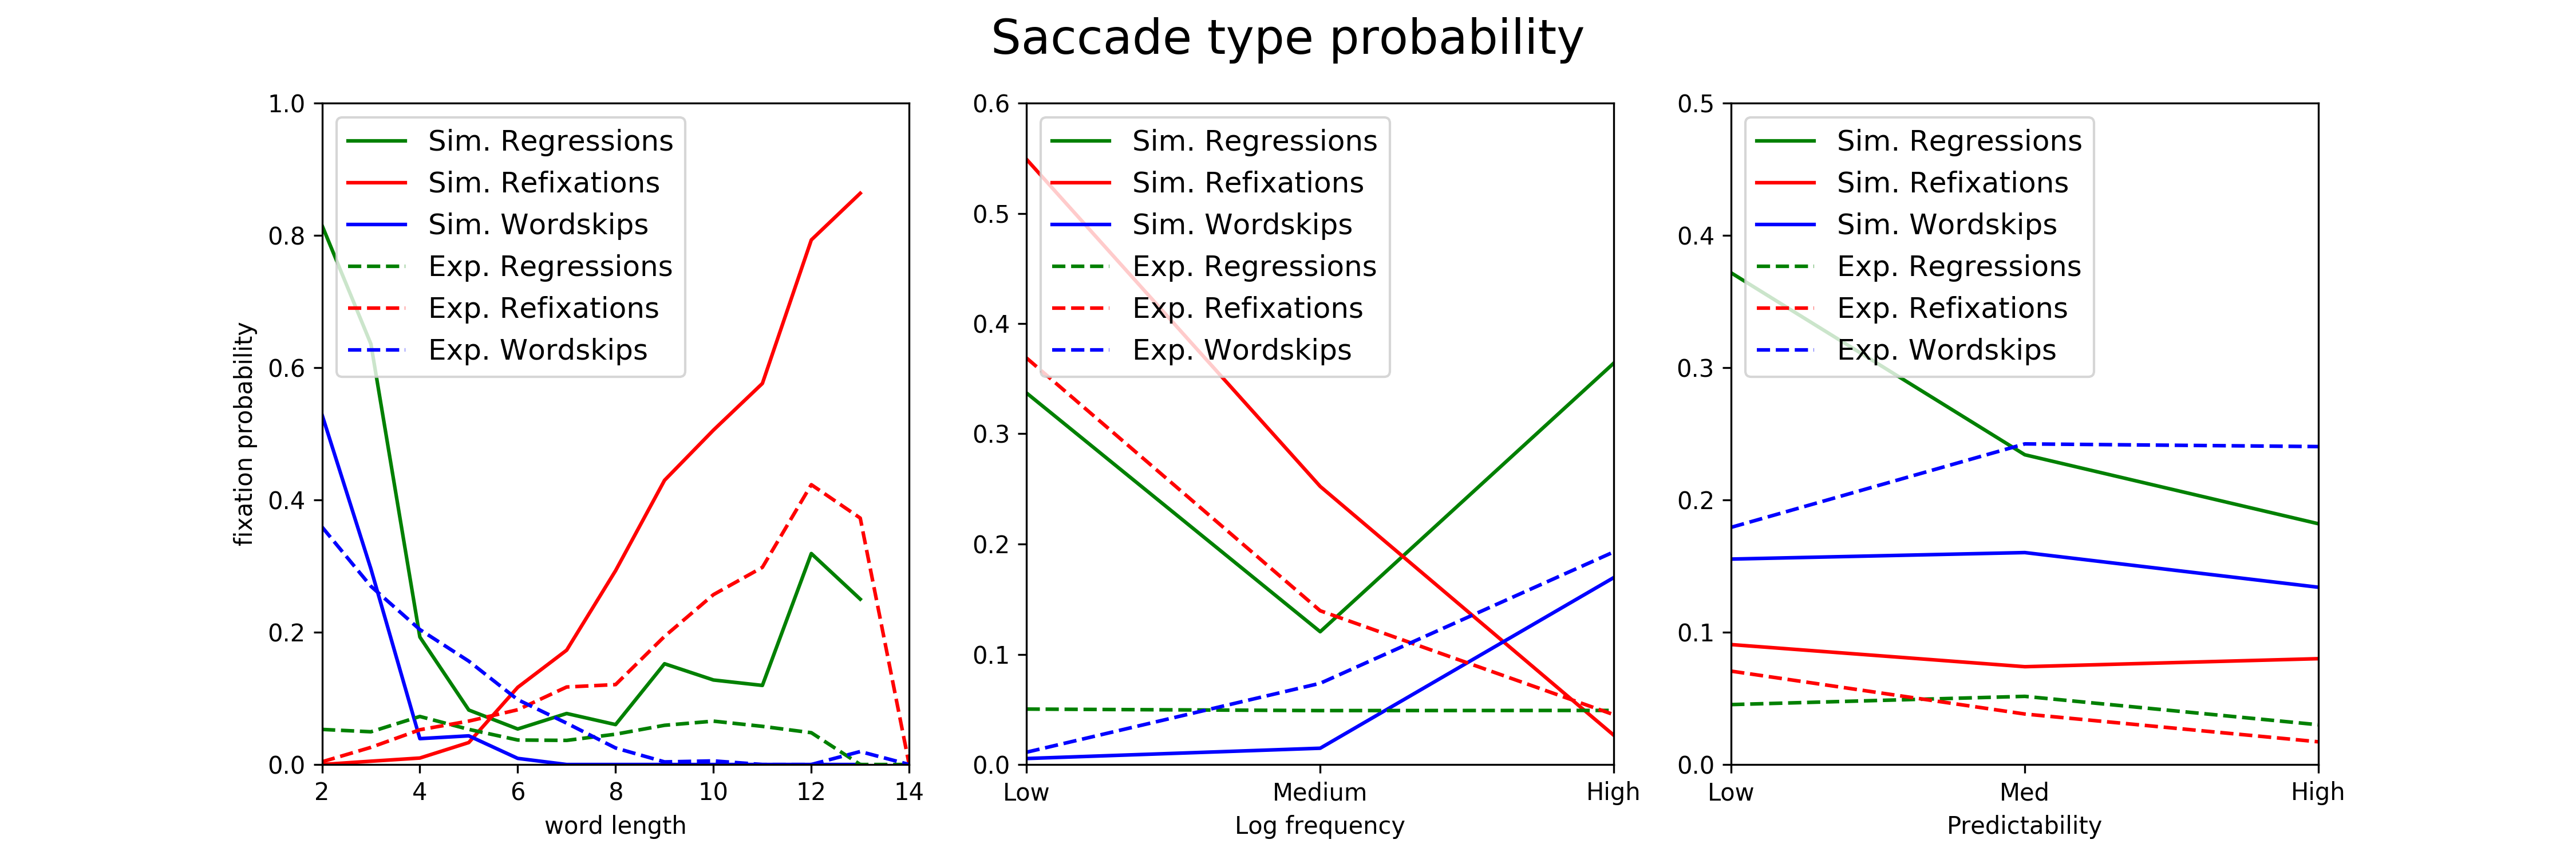 Saccade type probability
1.0
0.8
0.6
0.4
0.2
0.0
fixation probability
Sim. Regressions
Sim. Refixations
Sim. Wordskips
Exp. Regressions
Exp. Refixations
Exp. Wordskips
2 4 6 8 10 12 14
word length
0.6
0.5
0.4
0.3
0.2
0.1
0.0
Sim. Regressions
Sim. Refixations
Sim. Wordskips
Exp. Regressions
Exp. Refixations
Exp. Wordskips
Low Medium High
Log frequency
0.5
0.4
0.3
0.2
0.1
0.0
Sim. Regressions
Sim. Refixations
Sim. Wordskips
Exp. Regressions
Exp. Refixations
Exp. Wordskips
Low Med High
Predictability